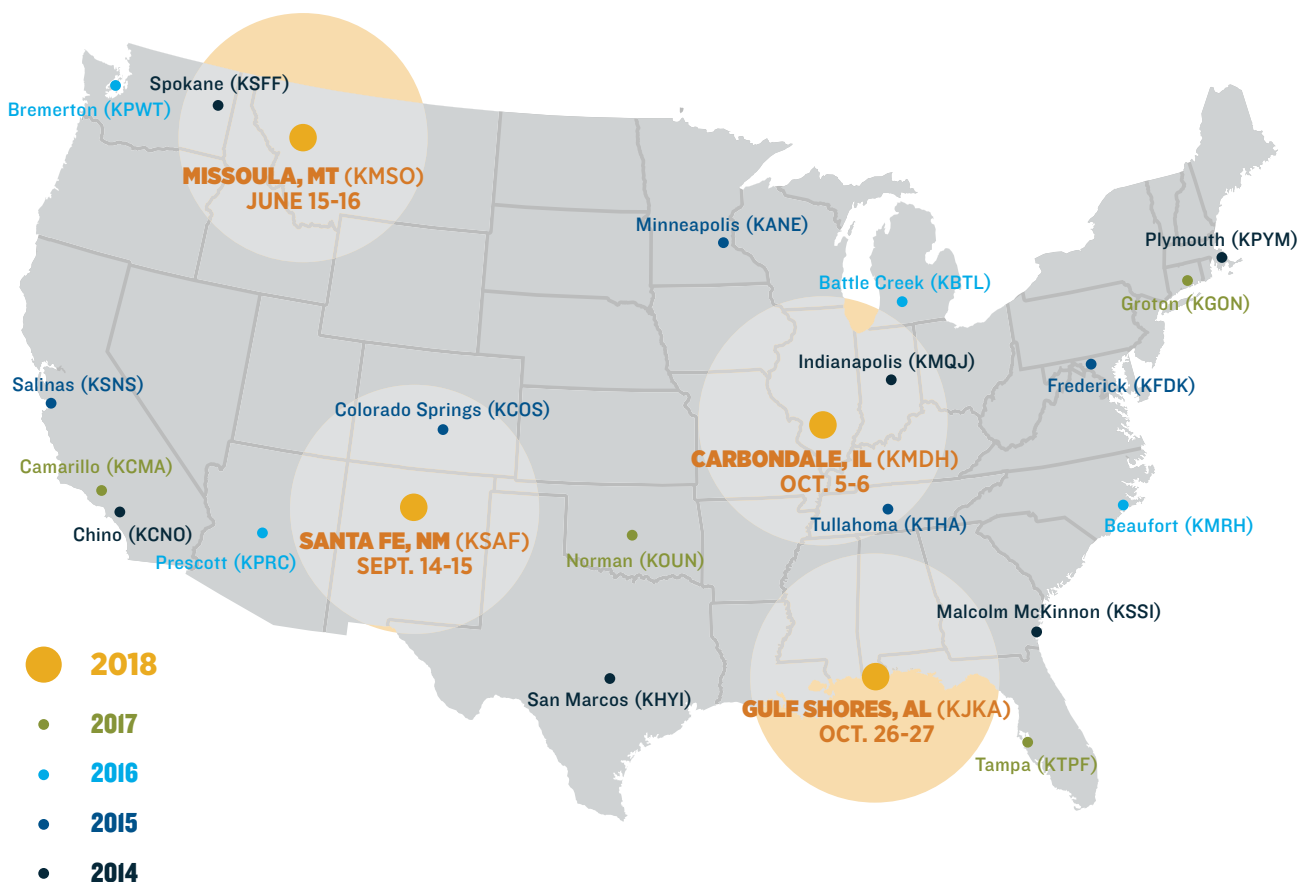 Spokane (KSFF)
Bremerton (KPWT)
MISSOULA, MT (KMSO)
JUNE 15-16
Minneapolis (KANE)
Plymouth (KPYM)
Battle Creek (KBTL)
Groton (KGON)
Indianapolis (KMQJ)
Salinas (KSNS)
Frederick (KFDK)
Colorado Springs (KCOS)
CARBONDALE, IL (KMDH)
OCT. 5-6
Camarillo (KCMA)
Chino (KCNO)
Tullahoma (KTHA)
Beaufort (KMRH)
SANTA FE, NM (KSAF)
SEPT. 14-15
Prescott (KPRC)
Norman (KOUN)
Malcolm McKinnon (KSSI)
San Marcos (KHYI)
GULF SHORES, AL (KJKA)
OCT. 26-27
Tampa (KTPF)
2018
2017
2016
2015
2014